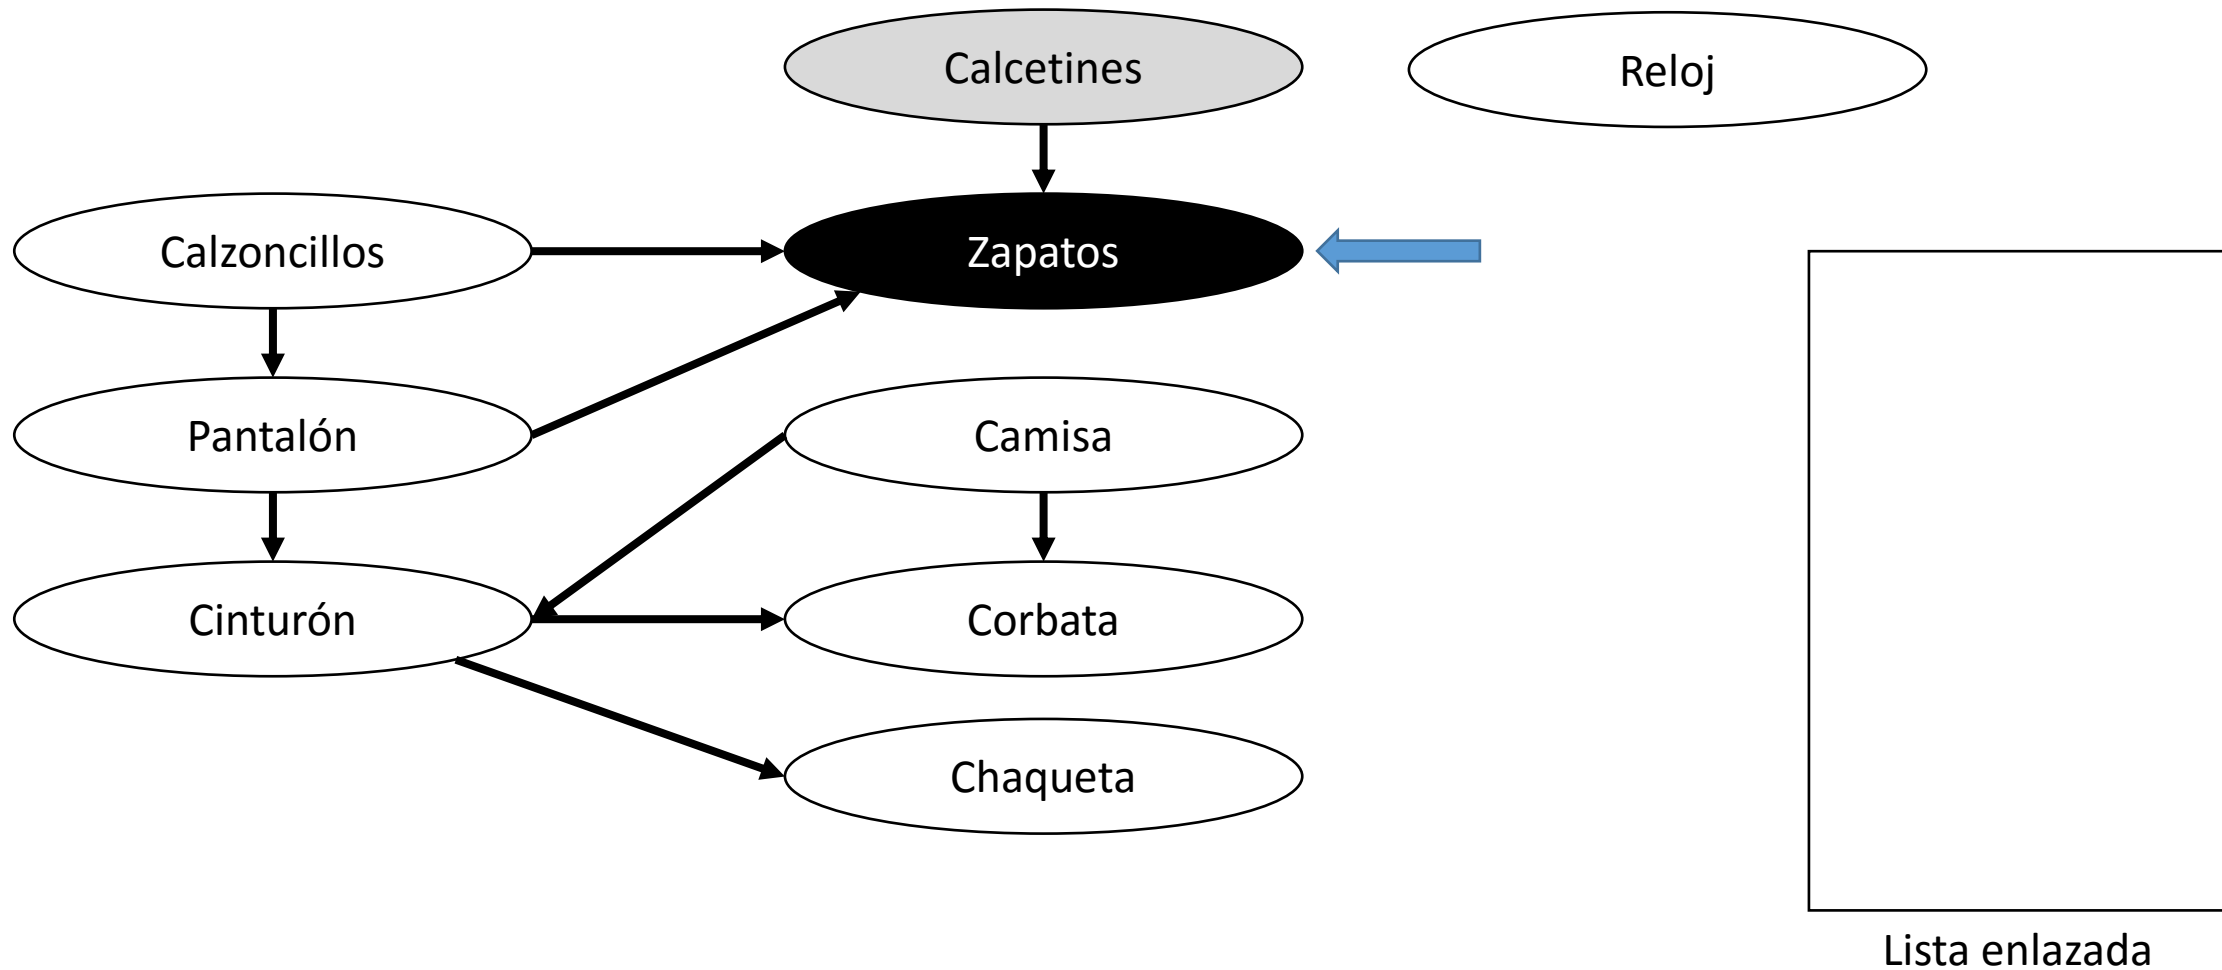 Calcetines
Reloj
Calzoncillos
Zapatos
Pantalón
Camisa
Cinturón
Corbata
Chaqueta
Lista enlazada